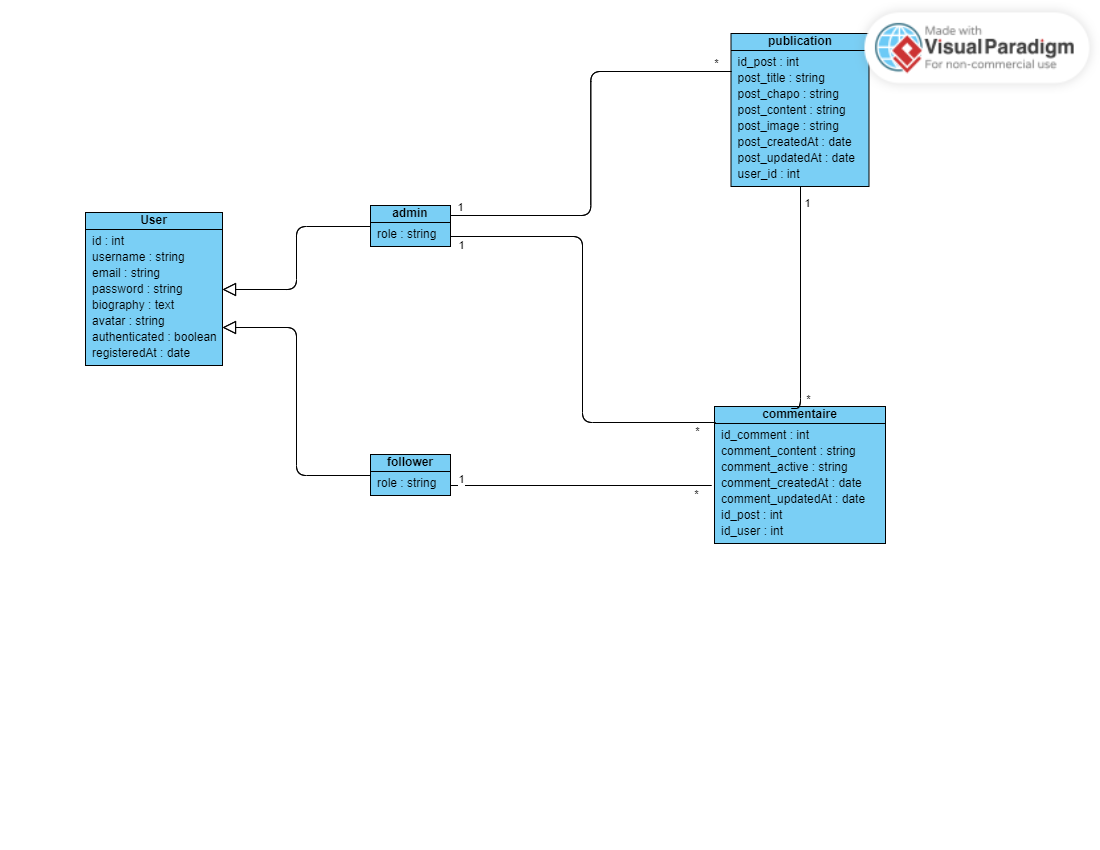 Made with
Visual Paradigm
For non-commercial use
publication
id_post : int
post_title : string
post_chapo : string
post_content : string
post_image : string
post_createdAt : date
post_updatedAt : date
user_id : int
*
1
admin
role : string
1
1
User
id : int
username : string
email : string
password : string
biography : text
avatar : string
authenticated : boolean
registeredAt : date
*
commentaire
id_comment : int
comment_content : string
comment_active : string
comment_createdAt : date
comment_updatedAt : date
id_post : int
id_user : int
*
follower
role : string
1
*